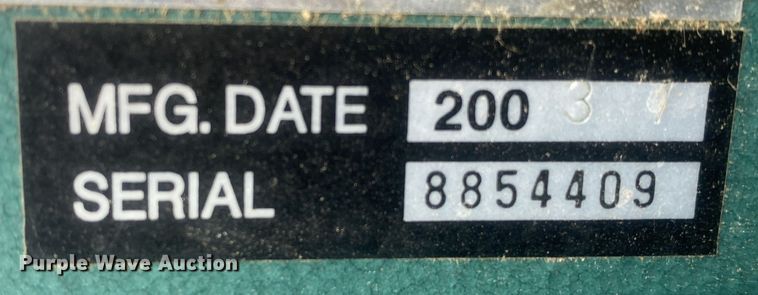 MFG. DATE 200 3
SERIAL 8854409
Purple Wave Auction